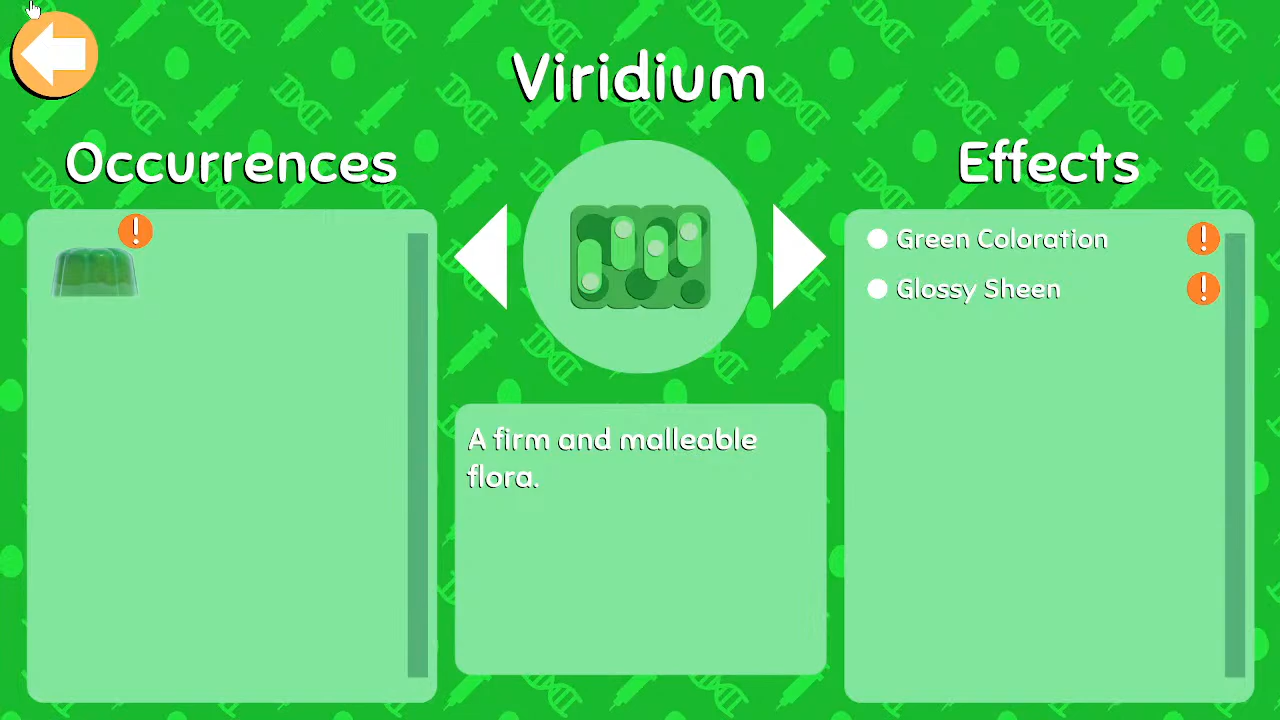 Viridium
Occurrences
!
A firm and malleable
flora.
Effects
Green Coloration !
Glossy Sheen !